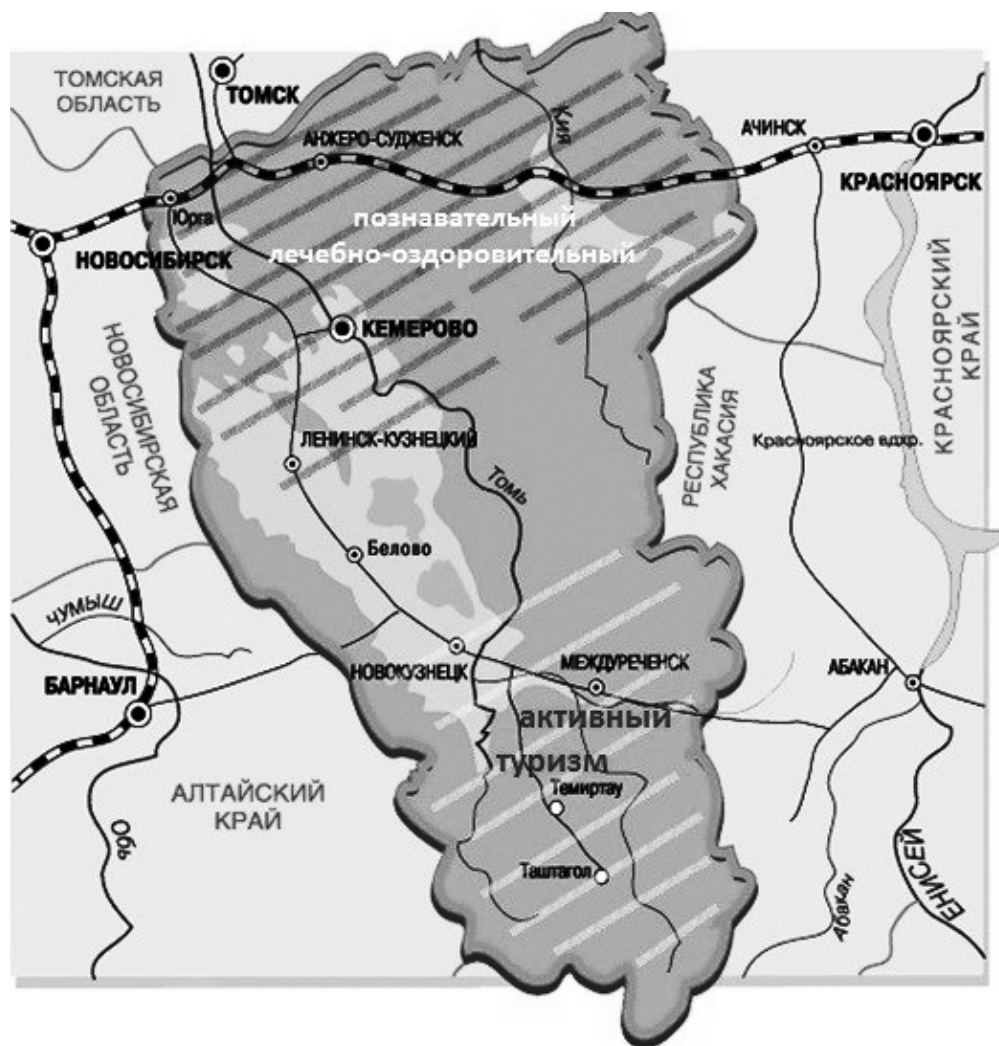 ТОМСКАЯ
ОБЛАСТЬ
ТОМСК
АНЖЕРО-СУДЖЕНСК
Кия
АЧИНСК
КРАСНОЯРСК
Юрга
познавательный
лечебно-оздоровительный
НОВОСИБИРСК
КЕМЕРОВО
НОВОСИБИРСКАЯ
ОБЛАСТЬ
КРАСНОЯРСКИЙ
КРАЙ
РЕСПУБЛИКА
ХАКАСИЯ
ЛЕНИНСК-КУЗНЕЦКИЙ
Красноярское вдхр.
Томь
Белово
ЧУМЫШ
НОВОКУЗНЕЦК
МЕЖДУРЕЧЕНСК
АБАКАН
БАРНАУЛ
активный
туризм
АЛТАЙСКИЙ
КРАЙ
Темиртау
Обь
Таштагол
Абакан
ЕНИСЕЙ